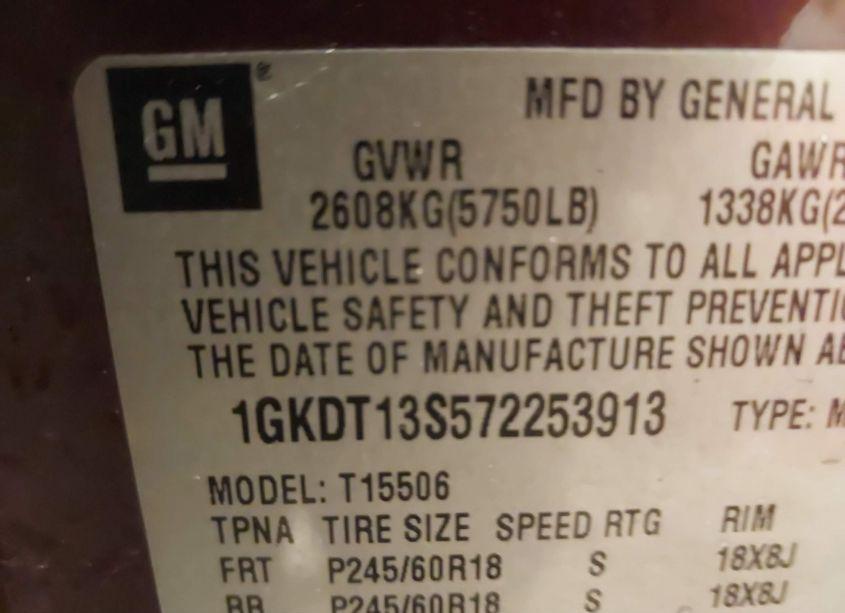 GM ®
MFD BY GENERAL
GVWR GAWR
2608KG(5750LB) 1338KG(2
THIS VEHICLE CONFORMS TO ALL APPL
VEHICLE SAFETY AND THEFT PREVENTI
THE DATE OF MANUFACTURE SHOWN A
1GKDT13S572253913 TYPE: M
MODEL: T15506
TPNA TIRE SIZE SPEED RTG RIM
FRT P245/60R18 S 18X8J
RR P245/60R18 S 18X8J